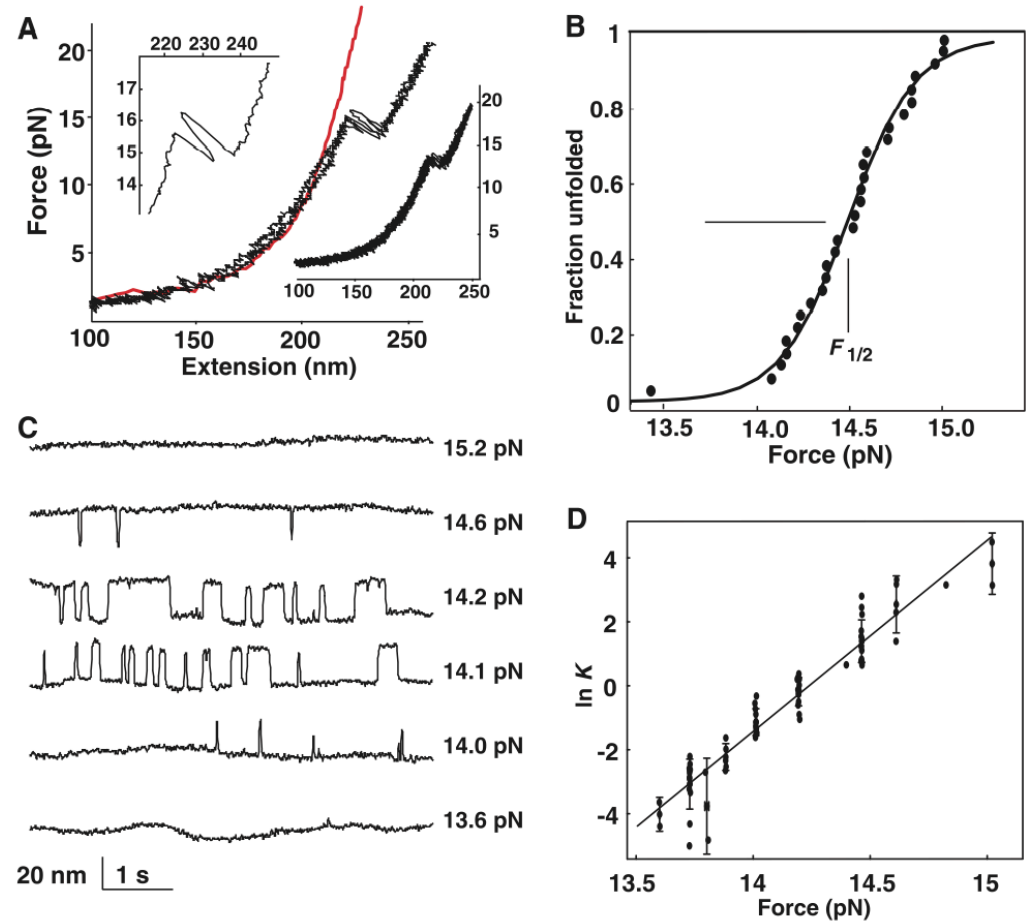 A
220 230 240
17
16
15
14
20
15
10
5
Force (pN)
100 150 200 250
Extension (nm)
20
15
10
5
100 150 200 250
B
1
0.8
0.6
0.4
0.2
0
Fraction unfolded
F 1/2
13.5 14.0 14.5 15.0
Force (pN)
C
15.2 pN
14.6 pN
14.2 pN
14.1 pN
14.0 pN
13.6 pN
20 nm 1 s
D
4
2
0
-2
-4
ln K
13.5 14 14.5 15
Force (pN)